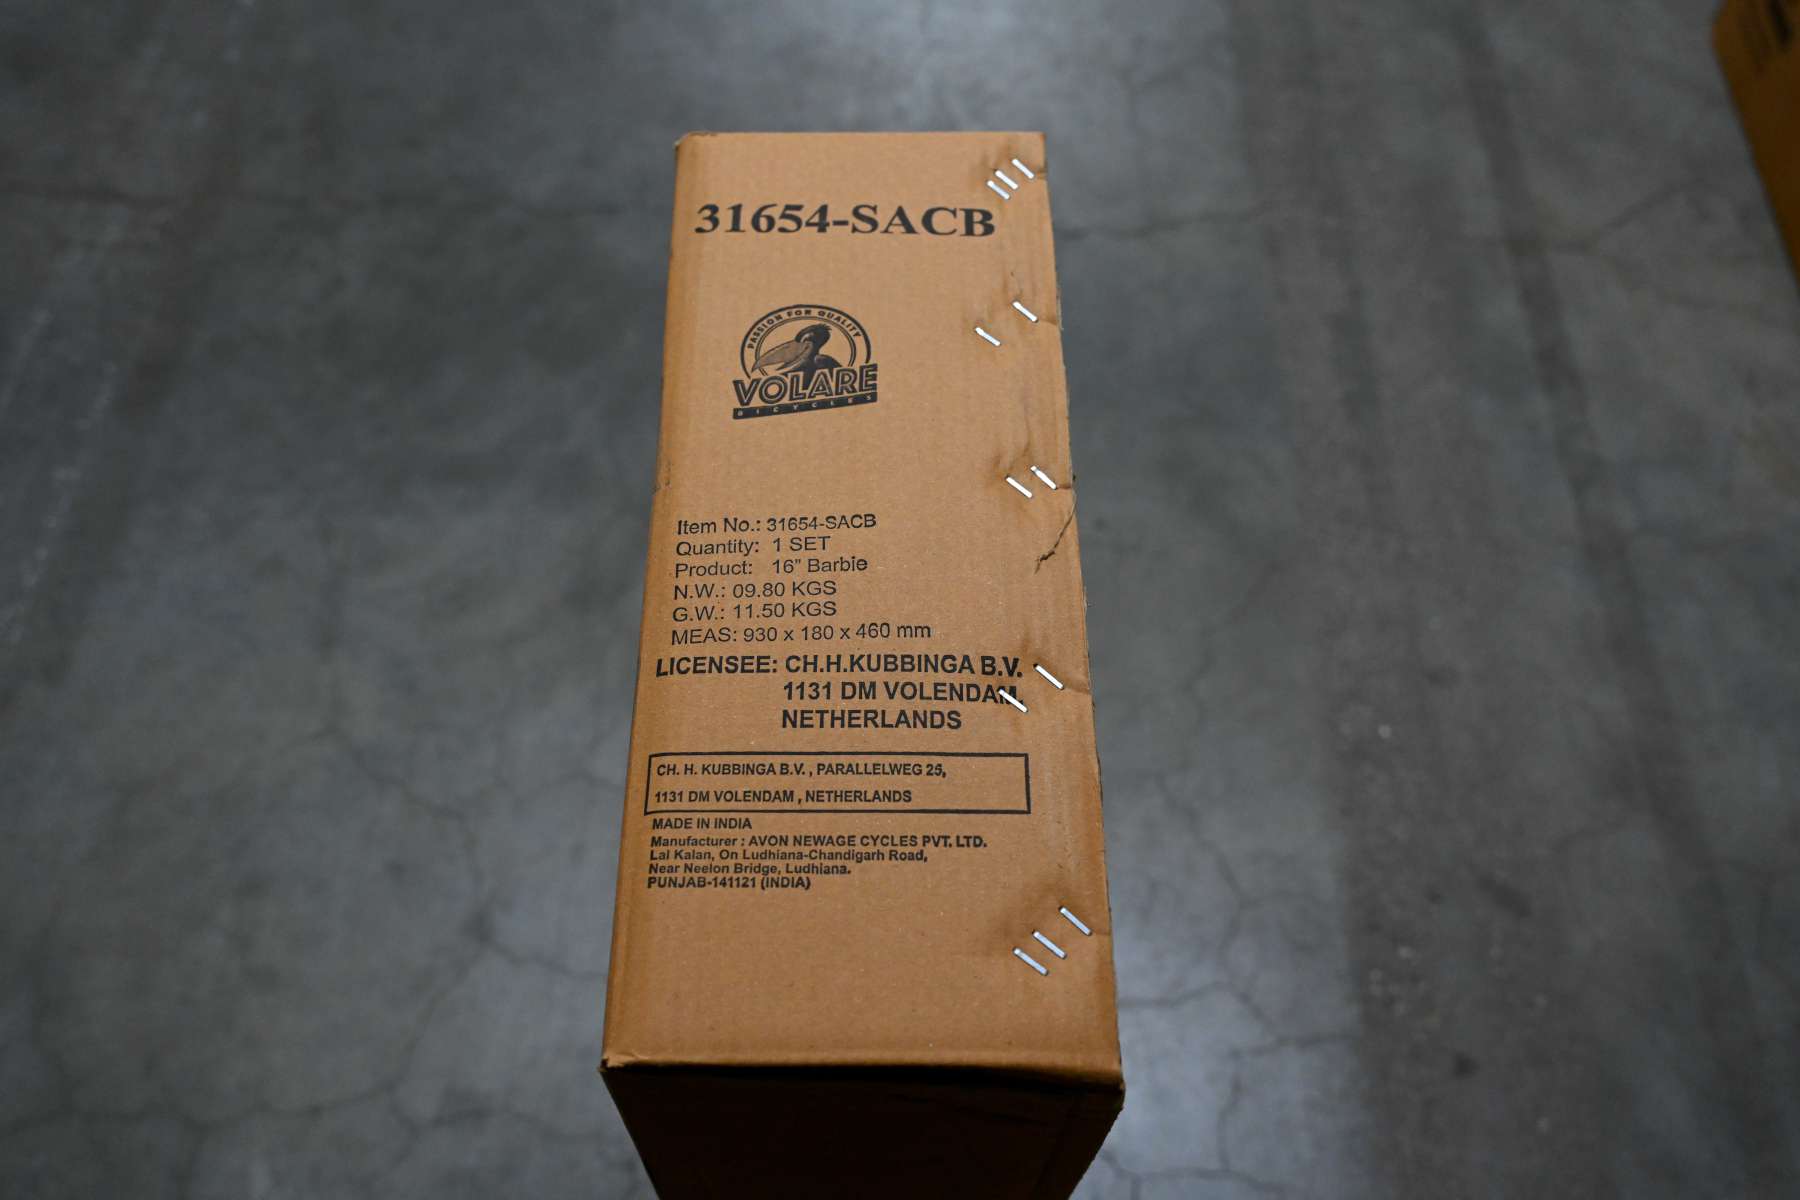 31654-SACB
PASSION FOR QUALITY
VOLARE
BICYCLES
Item No.: 31654-SACB
Quantity: 1 SET
Product: 16" Barbie
N.W.: 09.80 KGS
G.W.: 11.50 KGS
MEAS: 930 x 180 x 460 mm
LICENSEE: CH.H.KUBBINGA B.V.
1131 DM VOLENDAM
NETHERLANDS
CH. H. KUBBINGA B.V. , PARALLELWEG 25,
1131 DM VOLENDAM , NETHERLANDS
MADE IN INDIA
Manufacturer : AVON NEWAGE CYCLES PVT. LTD.
Lal Kalan, On Ludhiana-Chandigarh Road,
Near Neelon Bridge, Ludhiana.
PUNJAB-141121 (INDIA)